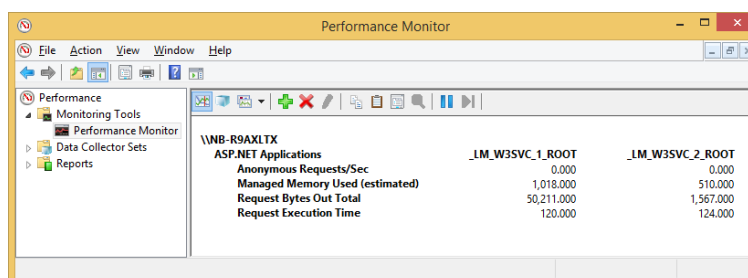 Performance Monitor
File Action View Window Help
Performance
Monitoring Tools
Performance Monitor
Data Collector Sets
Reports
\\NB-R9AXLTX
ASP.NET Applications _LM_W3SVC_1_ROOT _LM_W3SVC_2_ROOT
Anonymous Requests/Sec 0.000 0.000
Managed Memory Used (estimated) 1,018.000 510.000
Request Bytes Out Total 50,211.000 1,567.000
Request Execution Time 120.000 124.000